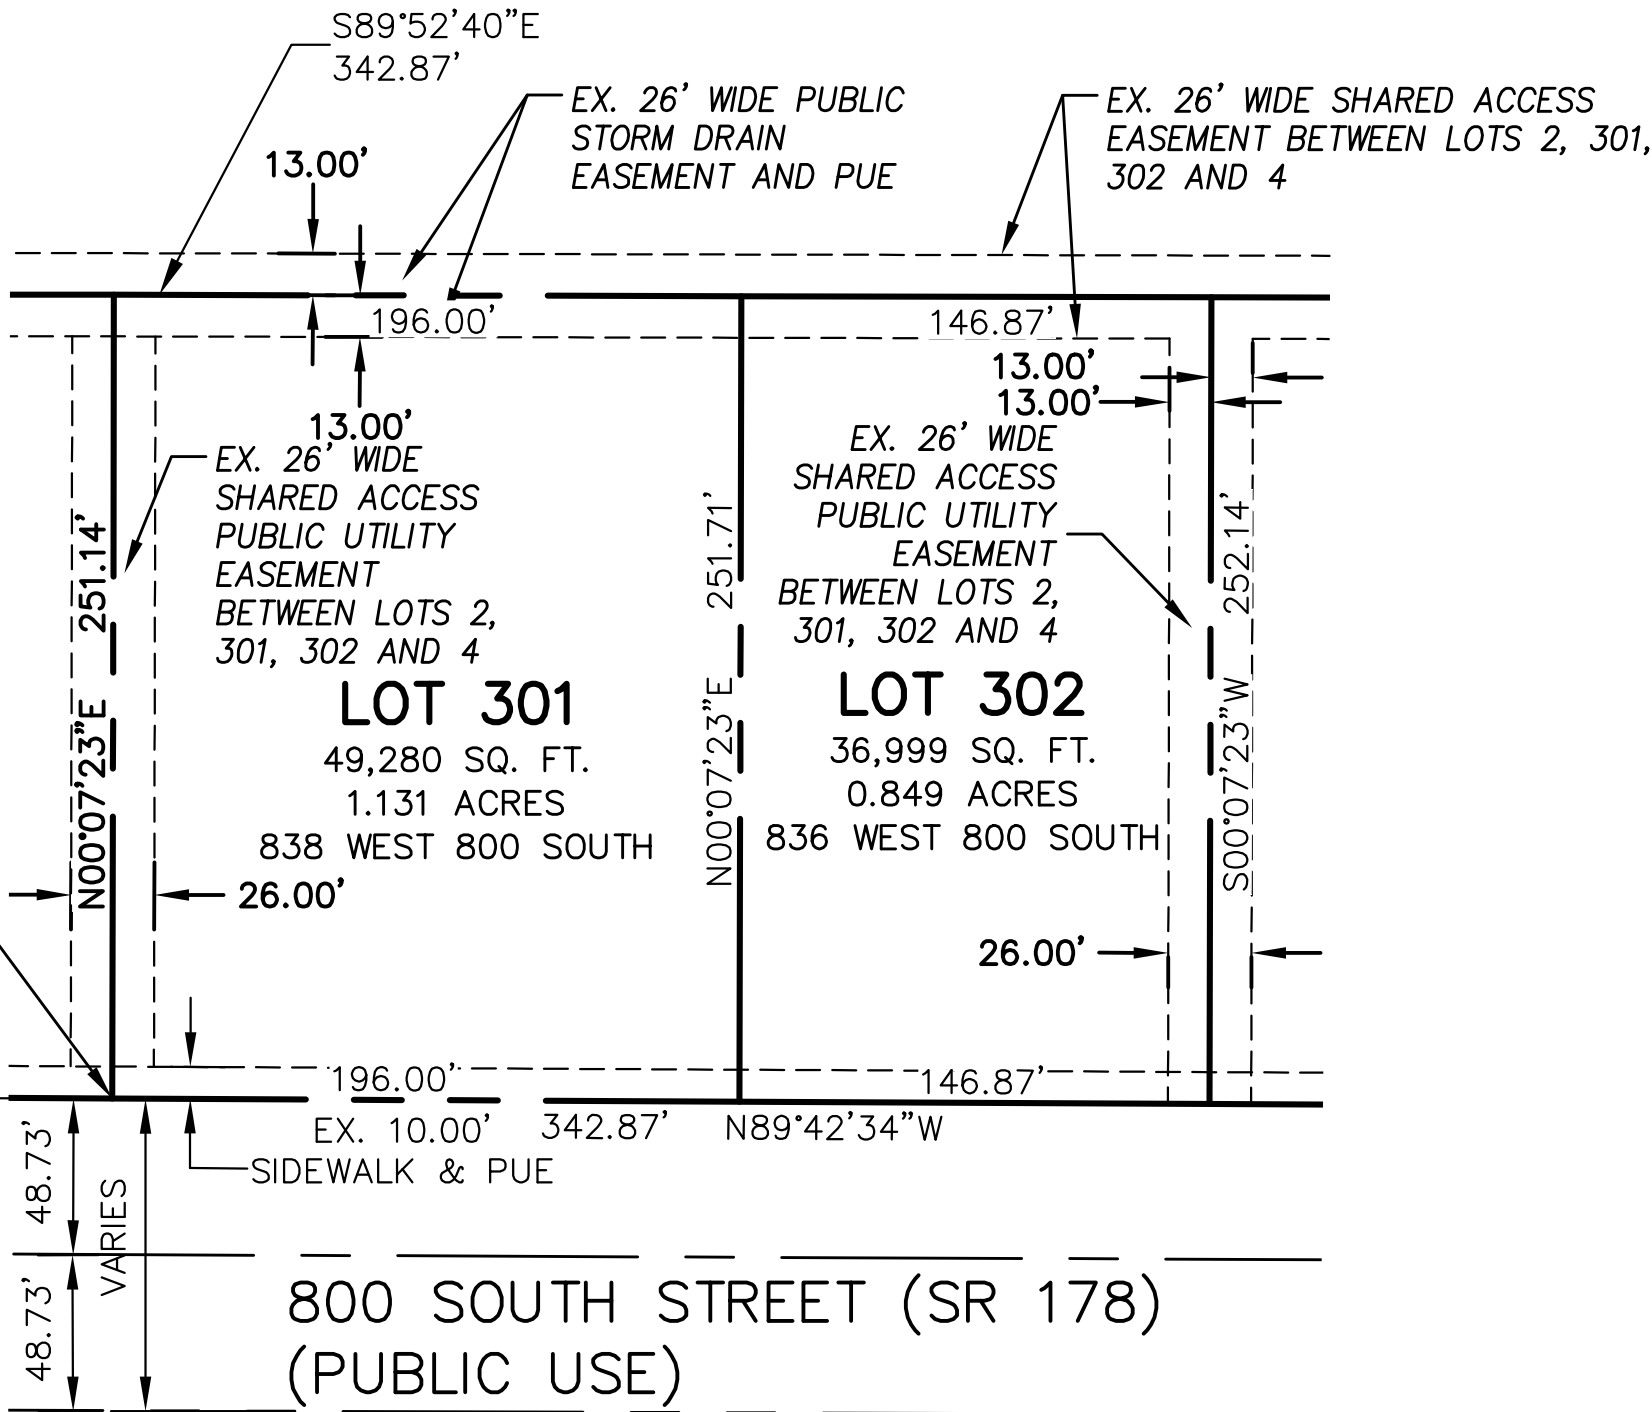 S89°52'40"E
342.87'
EX. 26' WIDE PUBLIC
STORM DRAIN
EASEMENT AND PUE
EX. 26' WIDE SHARED ACCESS
EASEMENT BETWEEN LOTS 2, 301,
302 AND 4
13.00'
196.00'
146.87'
13.00'
13.00'
13.00'
EX. 26' WIDE
SHARED ACCESS
PUBLIC UTILITY
EASEMENT
BETWEEN LOTS 2,
301, 302 AND 4
EX. 26' WIDE
SHARED ACCESS
PUBLIC UTILITY
EASEMENT
BETWEEN LOTS 2,
301, 302 AND 4
N00°07'23"E 251.14'
N00°07'23"E 251.71'
S00°07'23"W 252.14'
LOT 301
49,280 SQ. FT.
1.131 ACRES
838 WEST 800 SOUTH
LOT 302
36,999 SQ. FT.
0.849 ACRES
836 WEST 800 SOUTH
26.00'
26.00'
196.00'
146.87'
EX. 10.00'
SIDEWALK & PUE
342.87' N89°42'34"W
48.73'
VARIES
48.73'
800 SOUTH STREET (SR 178)
(PUBLIC USE)